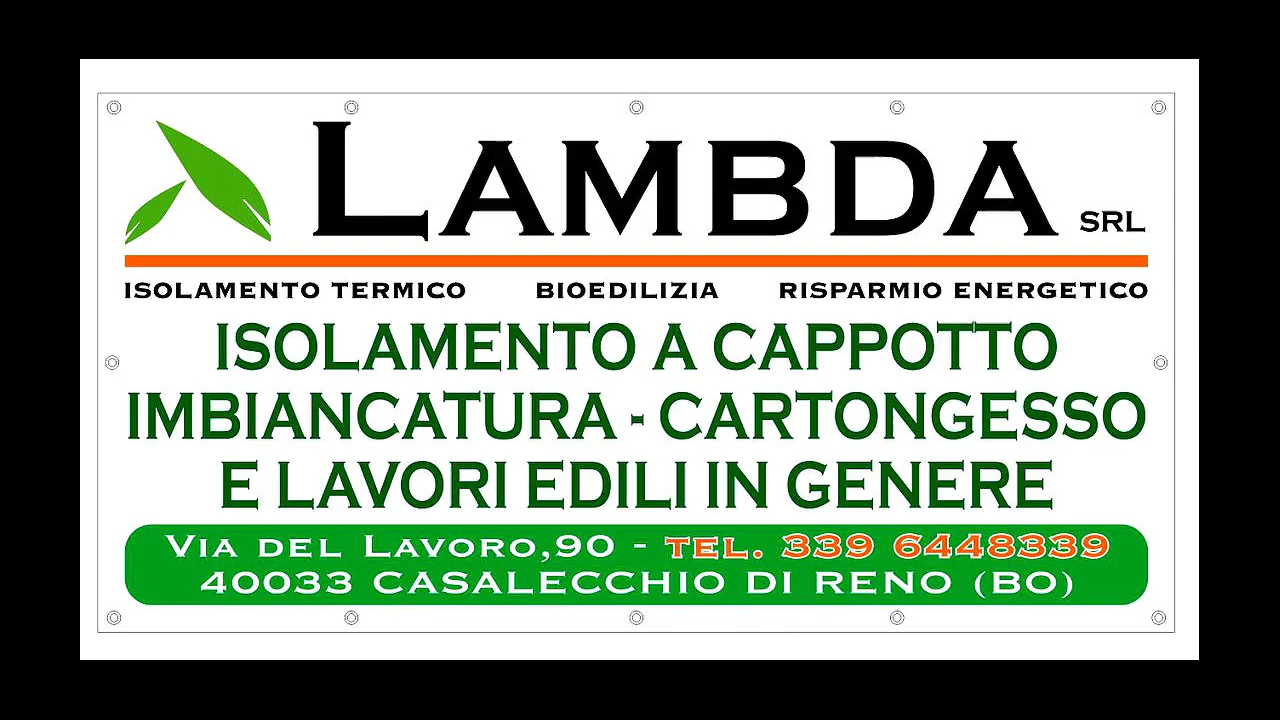 LAMBDA SRL
ISOLAMENTO TERMICO BIOEDILIZIA RISPARMIO ENERGETICO
ISOLAMENTO A CAPPOTTO
IMBIANCATURA - CARTONGESSO
E LAVORI EDILI IN GENERE
VIA DEL LAVORO,90 - TEL. 339 6448339
40033 CASALECCHIO DI RENO (BO)